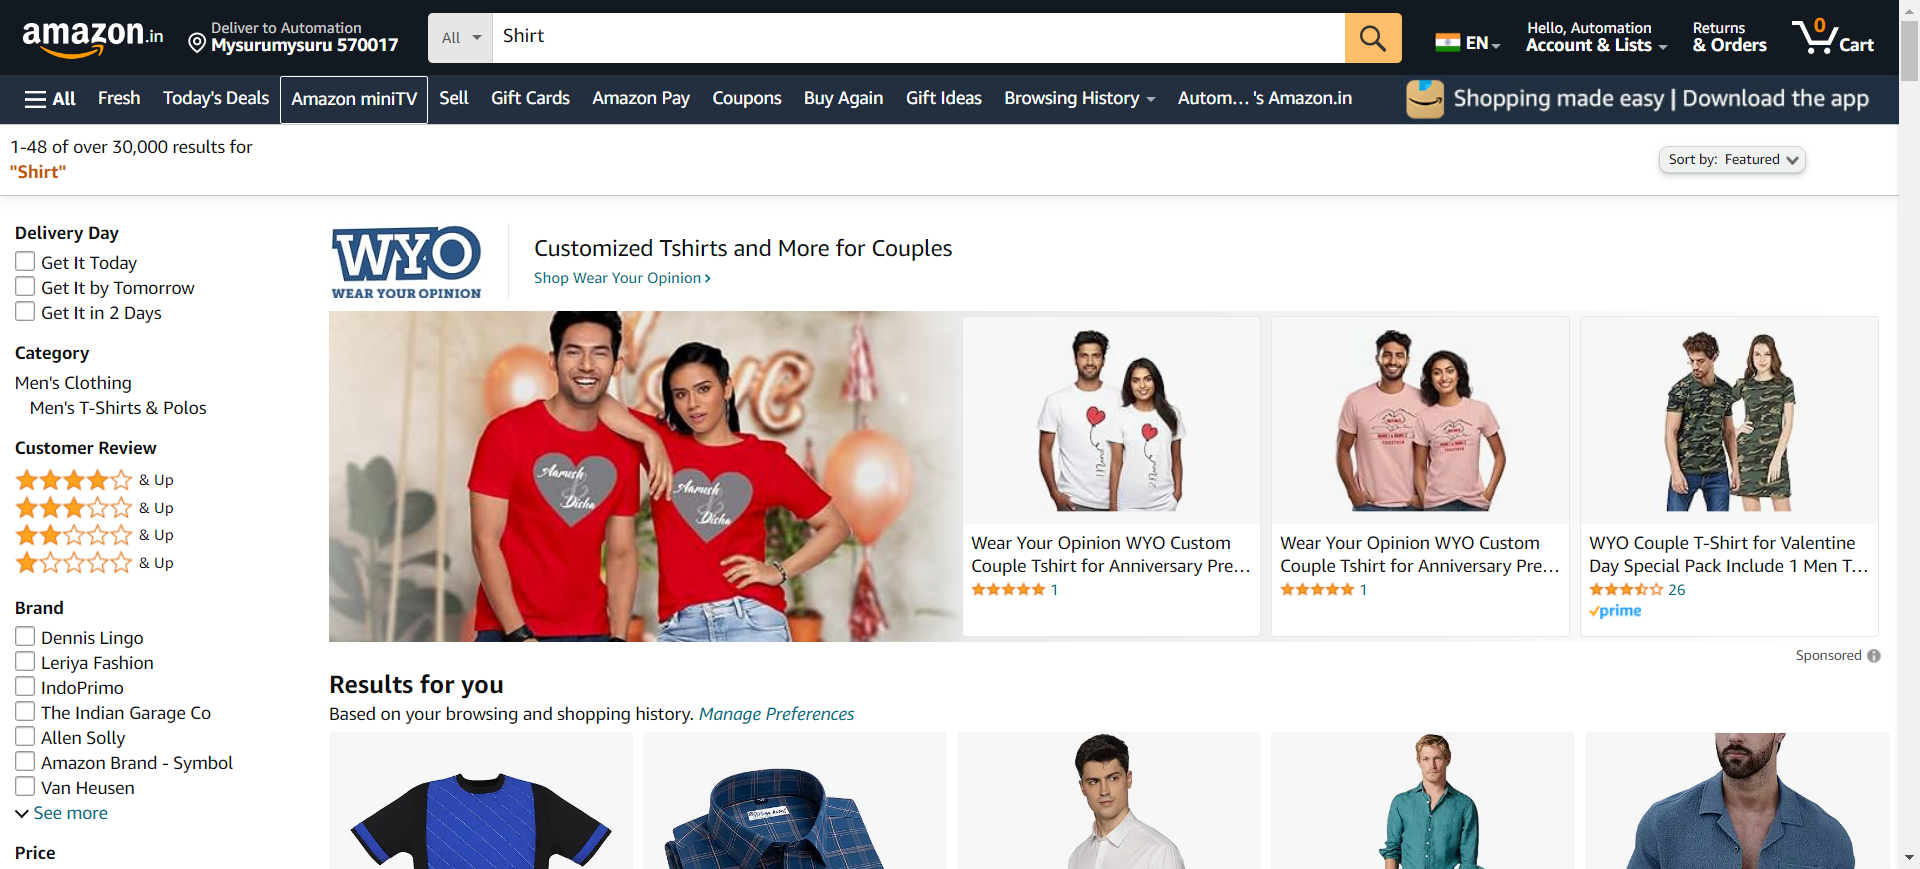 amazon.in
Deliver to Automation
Mysurumysuru 570017
All
Shirt
EN
Hello, Automation
Account & Lists
Returns
& Orders
0
Cart
All
Fresh
Today's Deals
Amazon miniTV
Sell
Gift Cards
Amazon Pay
Coupons
Buy Again
Gift Ideas
Browsing History
Autom... 's Amazon.in
Shopping made easy | Download the app
1-48 of over 30,000 results for
"Shirt"
Sort by: Featured
Delivery Day
Get It Today
Get It by Tomorrow
Get It in 2 Days
Category
Men's Clothing
Men's T-Shirts & Polos
Customer Review
& Up
& Up
& Up
& Up
Brand
Dennis Lingo
Leriya Fashion
IndoPrimo
The Indian Garage Co
Allen Solly
Amazon Brand - Symbol
Van Heusen
See more
Price
WYO
WEAR YOUR OPINION
Customized Tshirts and More for Couples
Shop Wear Your Opinion ›
Love
Aarush
&
Disha
Aarush
&
Disha
Wear Your Opinion WYO Custom
Couple Tshirt for Anniversary Pre...
1
Wear Your Opinion WYO Custom
Couple Tshirt for Anniversary Pre...
1
WYO Couple T-Shirt for Valentine
Day Special Pack Include 1 Men T...
26
prime
Sponsored
Results for you
Based on your browsing and shopping history. Manage Preferences